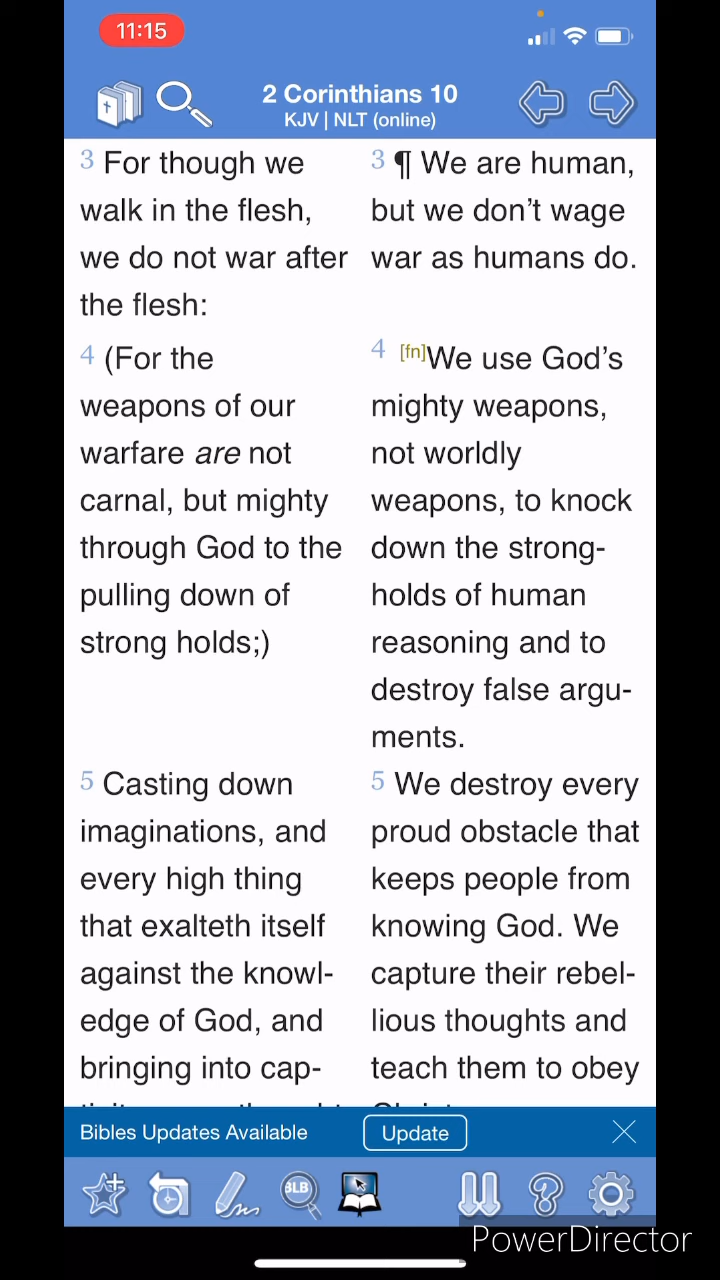 11:15
2 Corinthians 10
KJV | NLT (online)
3 For though we
walk in the flesh,
we do not war after
the flesh:
4 (For the
weapons of our
warfare are not
carnal, but mighty
through God to the
pulling down of
strong holds;)
5 Casting down
imaginations, and
every high thing
that exalteth itself
against the knowl-
edge of God, and
bringing into cap-
3 ¶ We are human,
but we don’t wage
war as humans do.
4 [fn]We use God’s
mighty weapons,
not worldly
weapons, to knock
down the strong-
holds of human
reasoning and to
destroy false argu-
ments.
5 We destroy every
proud obstacle that
keeps people from
knowing God. We
capture their rebel-
lious thoughts and
teach them to obey
Bibles Updates Available
Update
BLB
PowerDirector